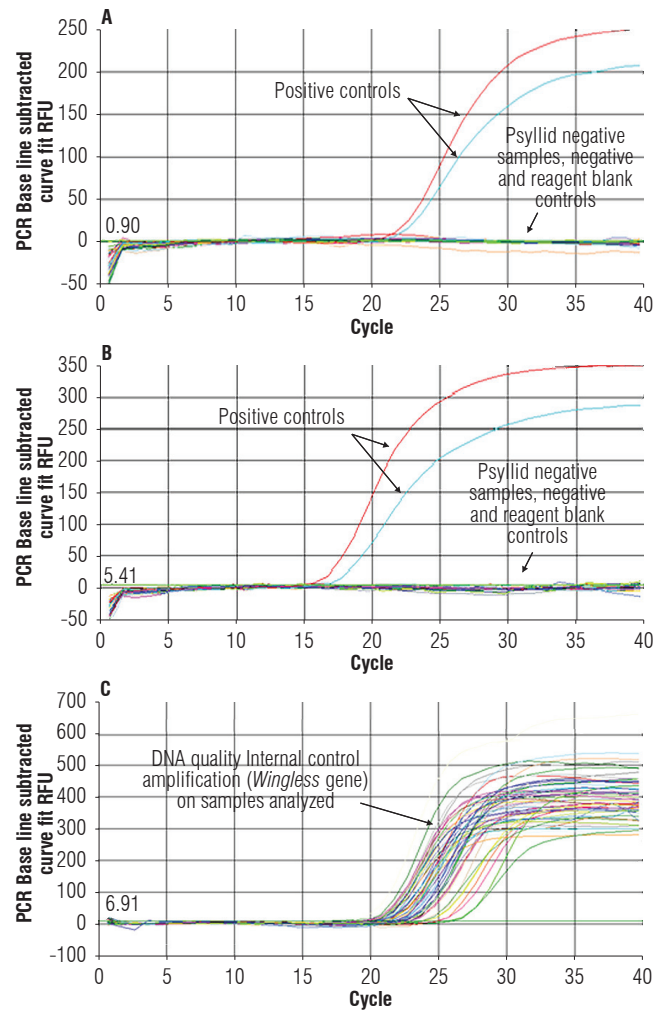 A
PCR Base line subtracted
curve fit RFU
250
200
150
100
50
0
-50
Positive controls
Psyllid negative
samples, negative
and reagent blank
controls
0.90
0 5 10 15 20 25 30 35 40
Cycle
B
PCR Base line subtracted
curve fit RFU
350
300
250
200
150
100
50
0
-50
Positive controls
Psyllid negative
samples, negative
and reagent blank
controls
5.41
0 5 10 15 20 25 30 35 40
Cycle
C
PCR Base line subtracted
curve fit RFU
700
600
500
400
300
200
100
0
-100
DNA quality Internal control
amplification (Wingless gene)
on samples analyzed
6.91
0 5 10 15 20 25 30 35 40
Cycle